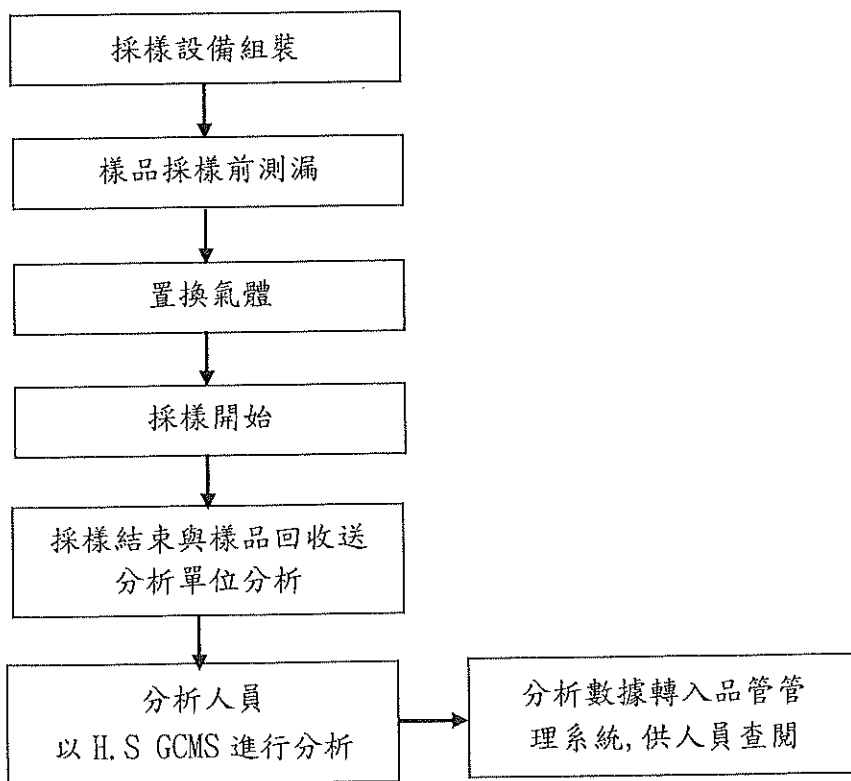 採樣設備組裝
樣品採樣前測漏
置換氣體
採樣開始
採樣結束與樣品回收送
分析單位分析
分析人員
以 H.S GCMS 進行分析
分析數據轉入品管管
理系統,供人員查閱